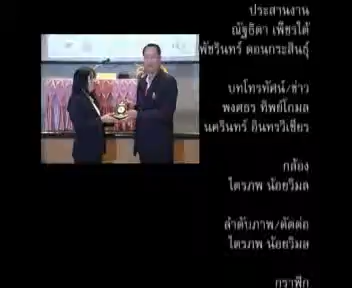 ประสานงาน
ณัฐธิดา เพียรใต้
พัชรินทร์ ดอนกระสินธุ์
บทโทรทัศน์/ข่าว
พงศธร ทิพย์โกมล
นครินทร์ อินทรวิเชียร
กล้อง
ไตรภพ น้อยวิมล
ลำดับภาพ/ตัดต่อ
ไตรภพ น้อยวิมล
กราฟิก